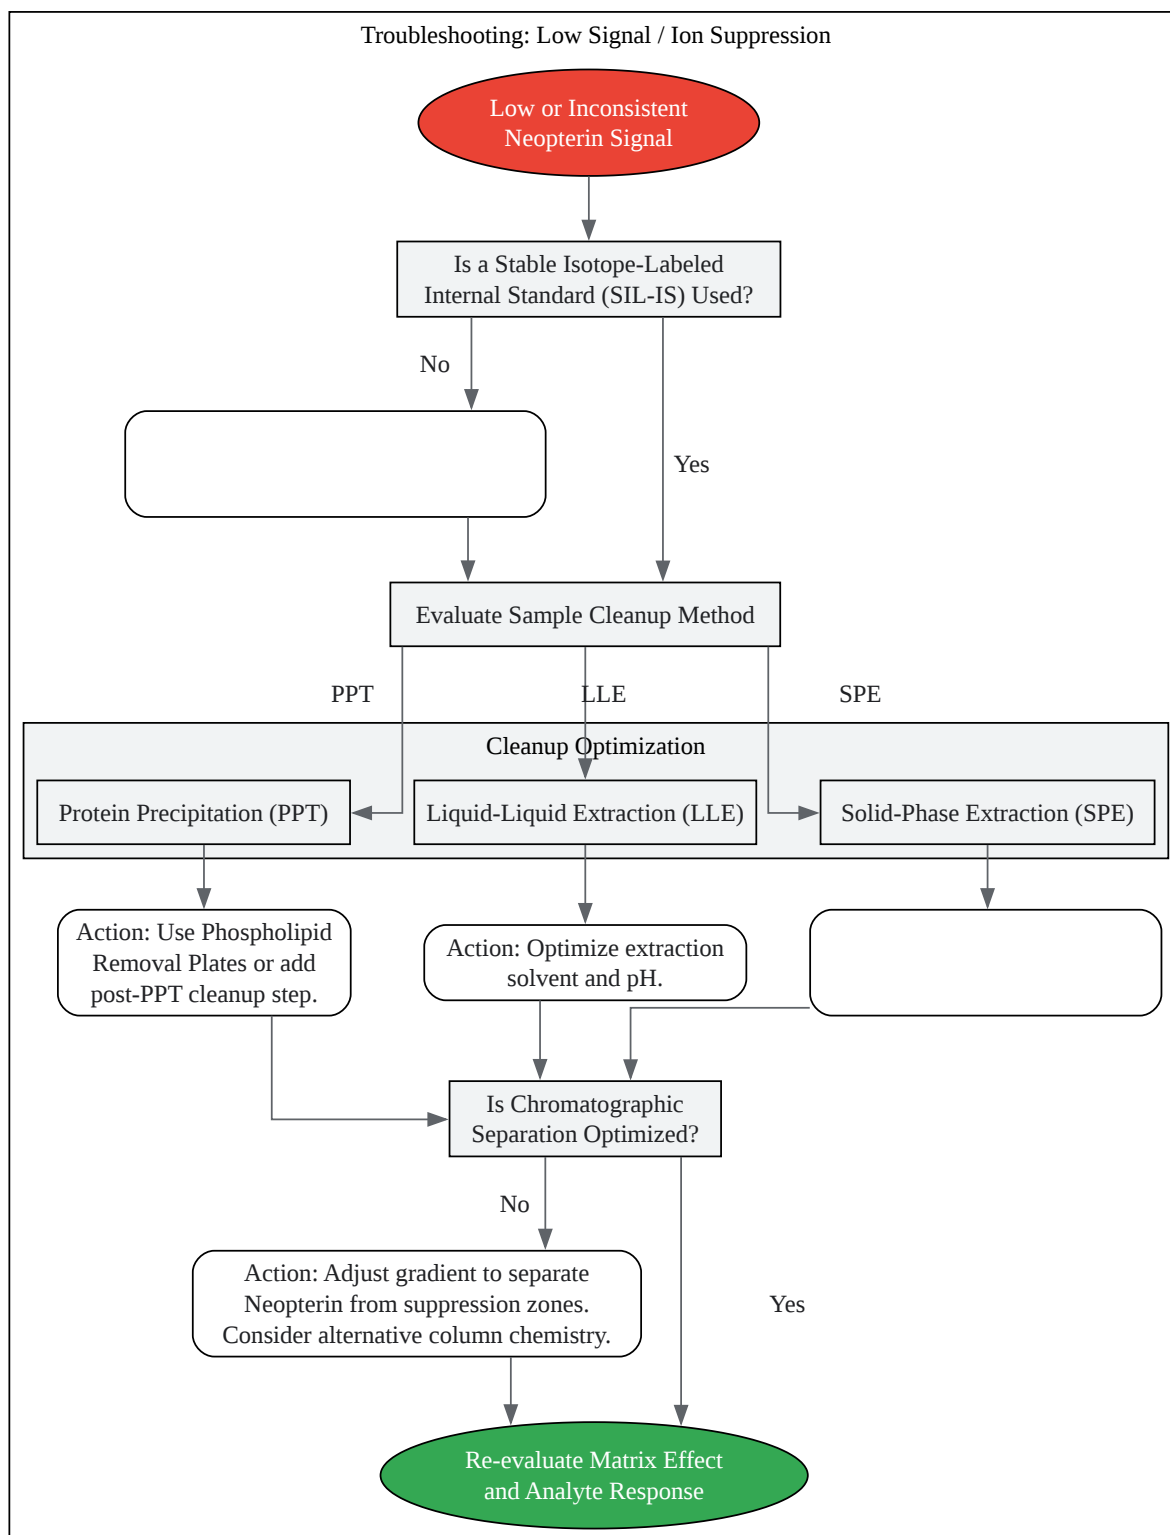 Troubleshooting: Low Signal / Ion Suppression
Low or Inconsistent
Neopterin Signal
Is a Stable Isotope-Labeled
Internal Standard (SIL-IS) Used?
No
Yes
Evaluate Sample Cleanup Method
PPT
LLE
SPE
Cleanup Optimization
Protein Precipitation (PPT)
Liquid-Liquid Extraction (LLE)
Solid-Phase Extraction (SPE)
Action: Use Phospholipid
Removal Plates or add
post-PPT cleanup step.
Action: Optimize extraction
solvent and pH.
Is Chromatographic
Separation Optimized?
No
Action: Adjust gradient to separate
Neopterin from suppression zones.
Consider alternative column chemistry.
Yes
Re-evaluate Matrix Effect
and Analyte Response